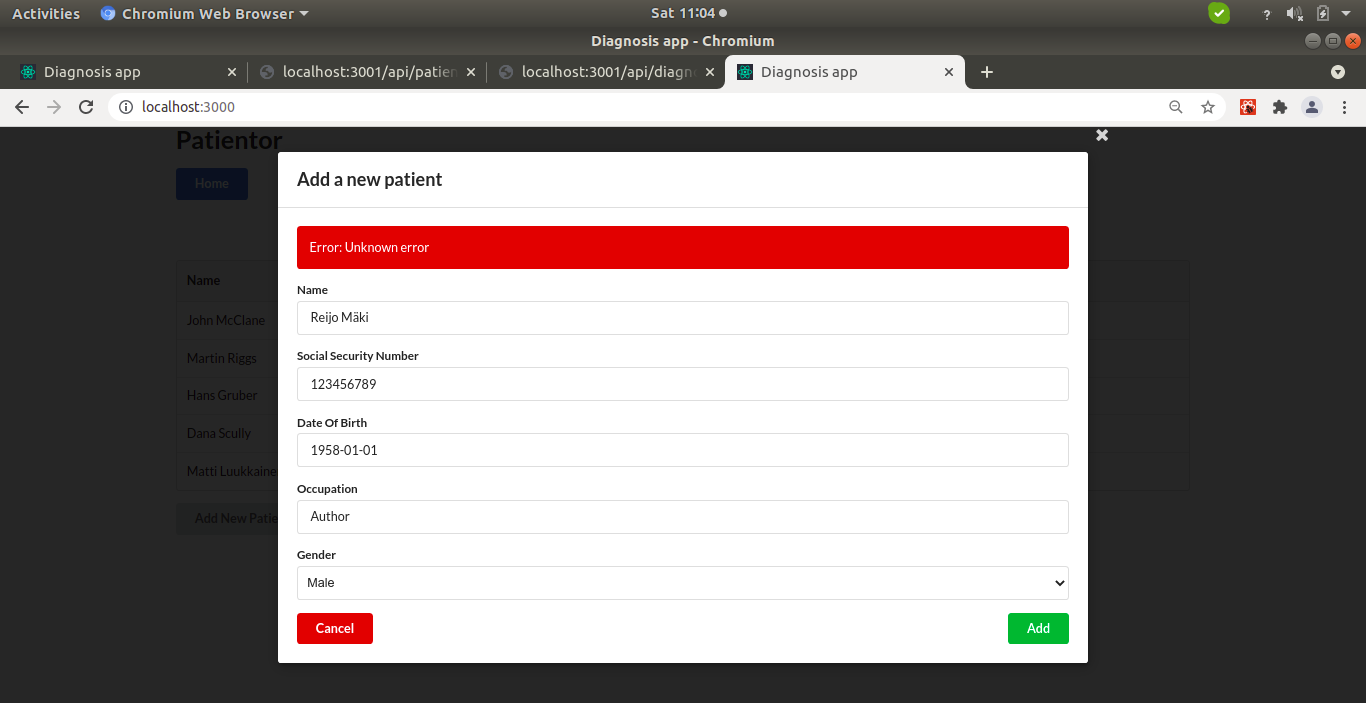 Activities Chromium Web Browser Sat 11:04 ?
Diagnosis app - Chromium
Diagnosis app localhost:3001/api/patien localhost:3001/api/diagn Diagnosis app
localhost:3000
Patientor
Home
Add a new patient
Error: Unknown error
Name
Reijo Mäki
Social Security Number
123456789
Date Of Birth
1958-01-01
Occupation
Author
Gender
Male
Cancel Add
Name
John McClane
Martin Riggs
Hans Gruber
Dana Scully
Matti Luukkaine
Add New Patie